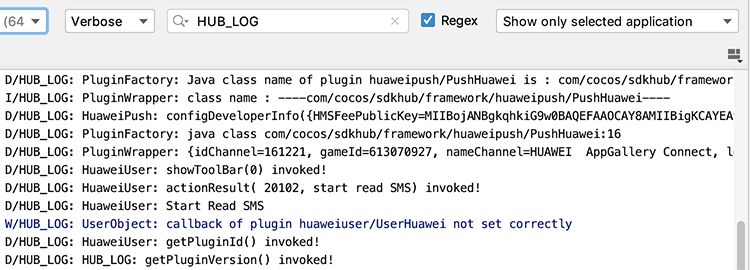 (64 Verbose HUB_LOG Regex Show only selected application
D/HUB_LOG: PluginFactory: Java class name of plugin huaweipush/PushHuawei is : com/cocos/sdkhub/framewor
I/HUB_LOG: PluginWrapper: class name : ----com/cocos/sdkhub/framework/huaweipush/PushHuawei----
D/HUB_LOG: HuaweiPush: configDeveloperInfo({HMSFeePublicKey=MIIBojANBgkqhkiG9w0BAQEFAAOCAY8AMIIBigKCAYEA
D/HUB_LOG: PluginFactory: java class com/cocos/sdkhub/framework/huaweipush/PushHuawei:16
D/HUB_LOG: PluginWrapper: {idChannel=161221, gameId=613070927, nameChannel=HUAWEI  AppGallery Connect, l
D/HUB_LOG: HuaweiUser: showToolBar(0) invoked!
D/HUB_LOG: HuaweiUser: actionResult( 20102, start read SMS) invoked!
D/HUB_LOG: HuaweiUser: Start Read SMS
W/HUB_LOG: UserObject: callback of plugin huaweiuser/UserHuawei not set correctly
D/HUB_LOG: HuaweiUser: getPluginId() invoked!
D/HUB_LOG: HUB_LOG: getPluginVersion() invoked!